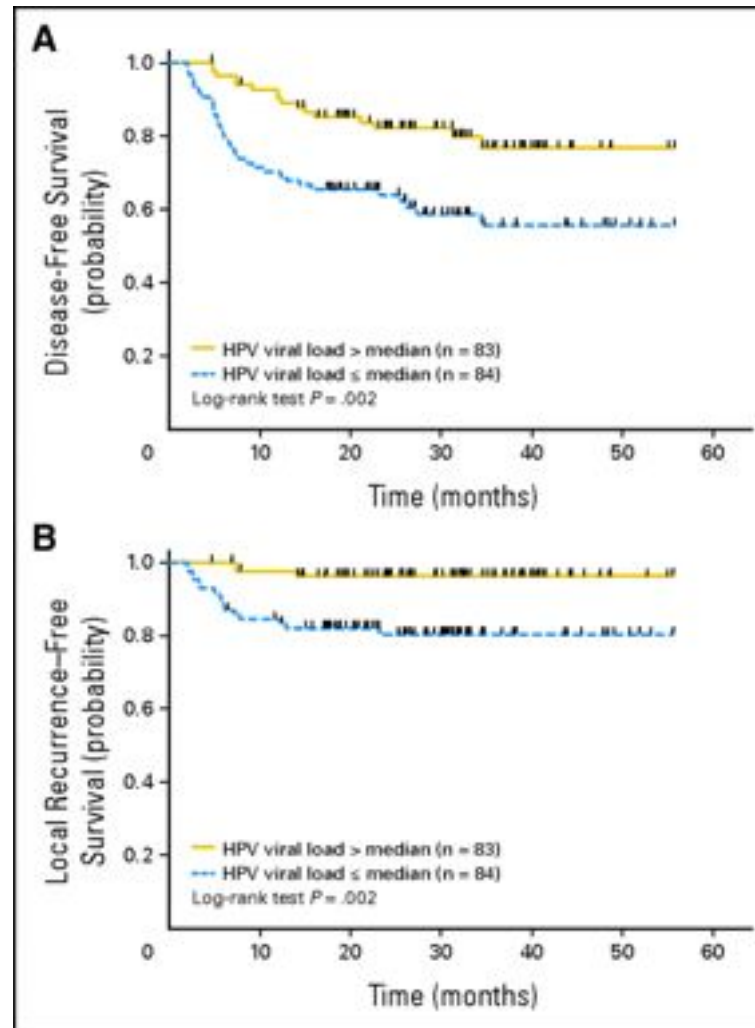 A
Disease-Free Survival
(probability)
1.0
0.8
0.6
0.4
0.2
0
HPV viral load > median (n = 83)
HPV viral load ≤ median (n = 84)
Log-rank test P = .002
10 20 30 40 50 60
Time (months)
B
Local Recurrence–Free
Survival (probability)
1.0
0.8
0.6
0.4
0.2
0
HPV viral load > median (n = 83)
HPV viral load ≤ median (n = 84)
Log-rank test P = .002
10 20 30 40 50 60
Time (months)